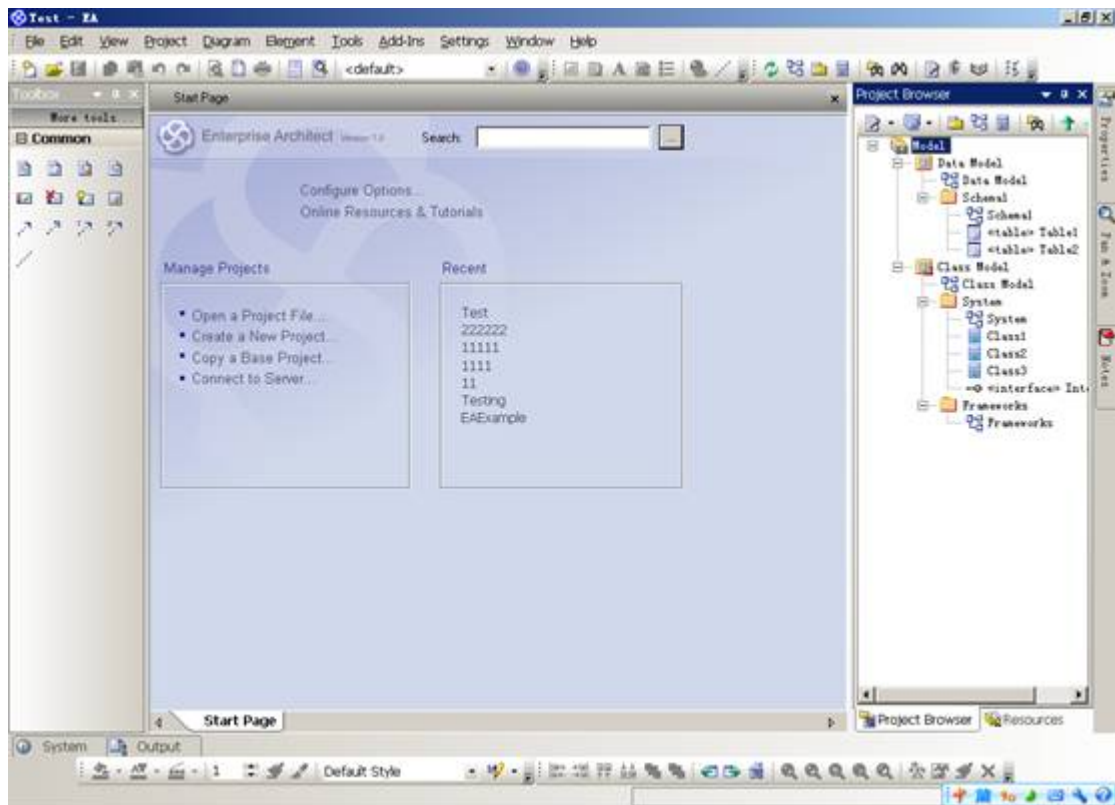 Test - EA
File Edit View Project Diagram Element Tools Add-Ins Settings Window Help
<default>
Toolbox
More tools...
Common
Start Page
Enterprise Architect
Search:
...
Configure Options...
Online Resources & Tutorials
Manage Projects
Open a Project File...
Create a New Project...
Copy a Base Project...
Connect to Server...
Recent
Test
222222
11111
1111
11
Testing
EAExample
Project Browser
Model
Data Model
Data Model
Schema1
Schema1
«table» Table1
«table» Table2
Class Model
Class Model
System
System
Class1
Class2
Class3
«interface» Int
Frameworks
Frameworks
Properties
Pan & Zoom
Notes
Start Page
Project Browser Resources
System Output
1 Default Style
中